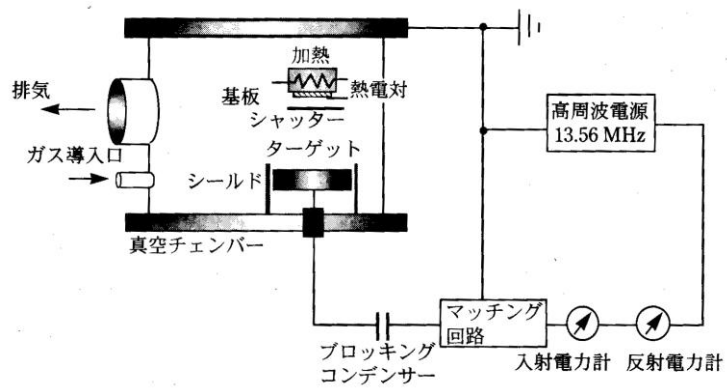 加熱
排気
基板
熱電対
シャッター
高周波電源
13.56 MHz
ターゲット
ガス導入口
シールド
真空チェンバー
マッチング
回路
ブロッキング
コンデンサー
入射電力計
反射電力計